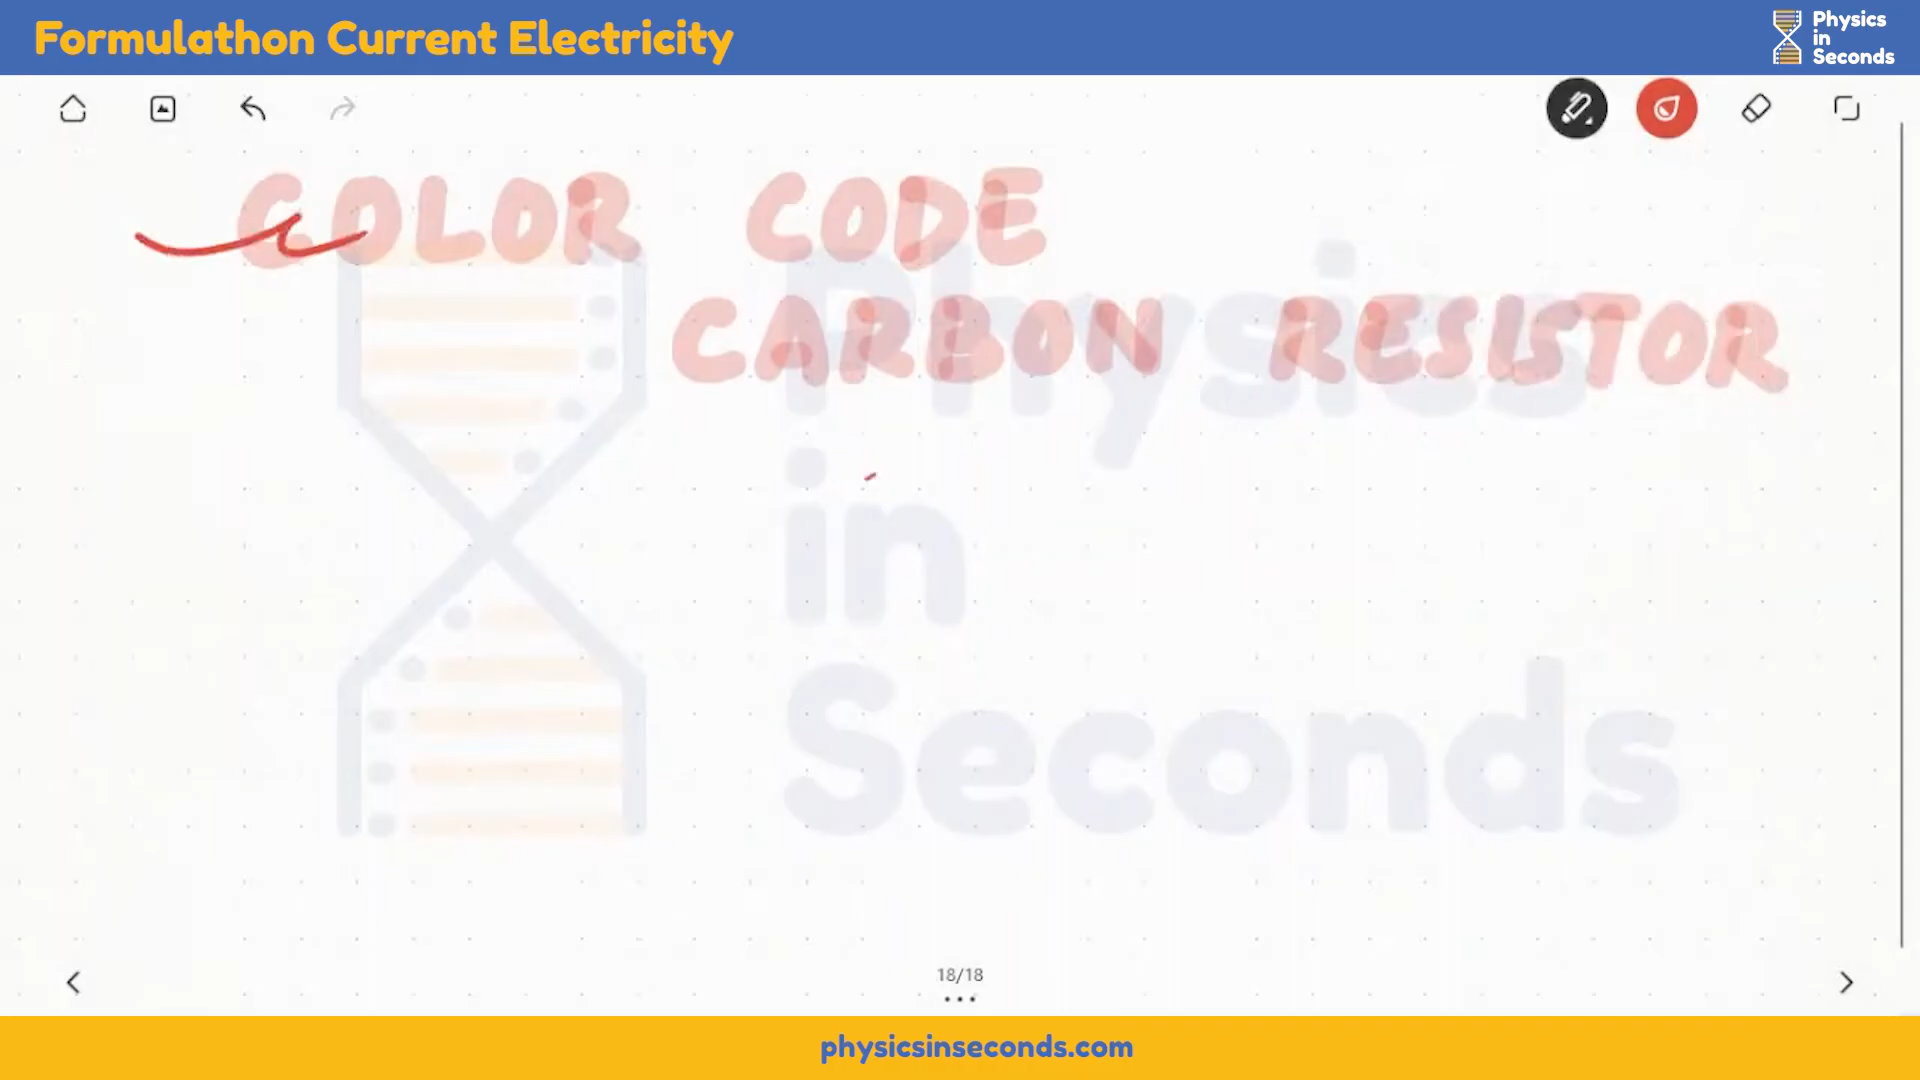 Formulathon Current Electricity
Physics
in
Seconds
COLOR CODE
CARBON RESISTOR
Physics
in
Seconds
18/18
physicsinseconds.com